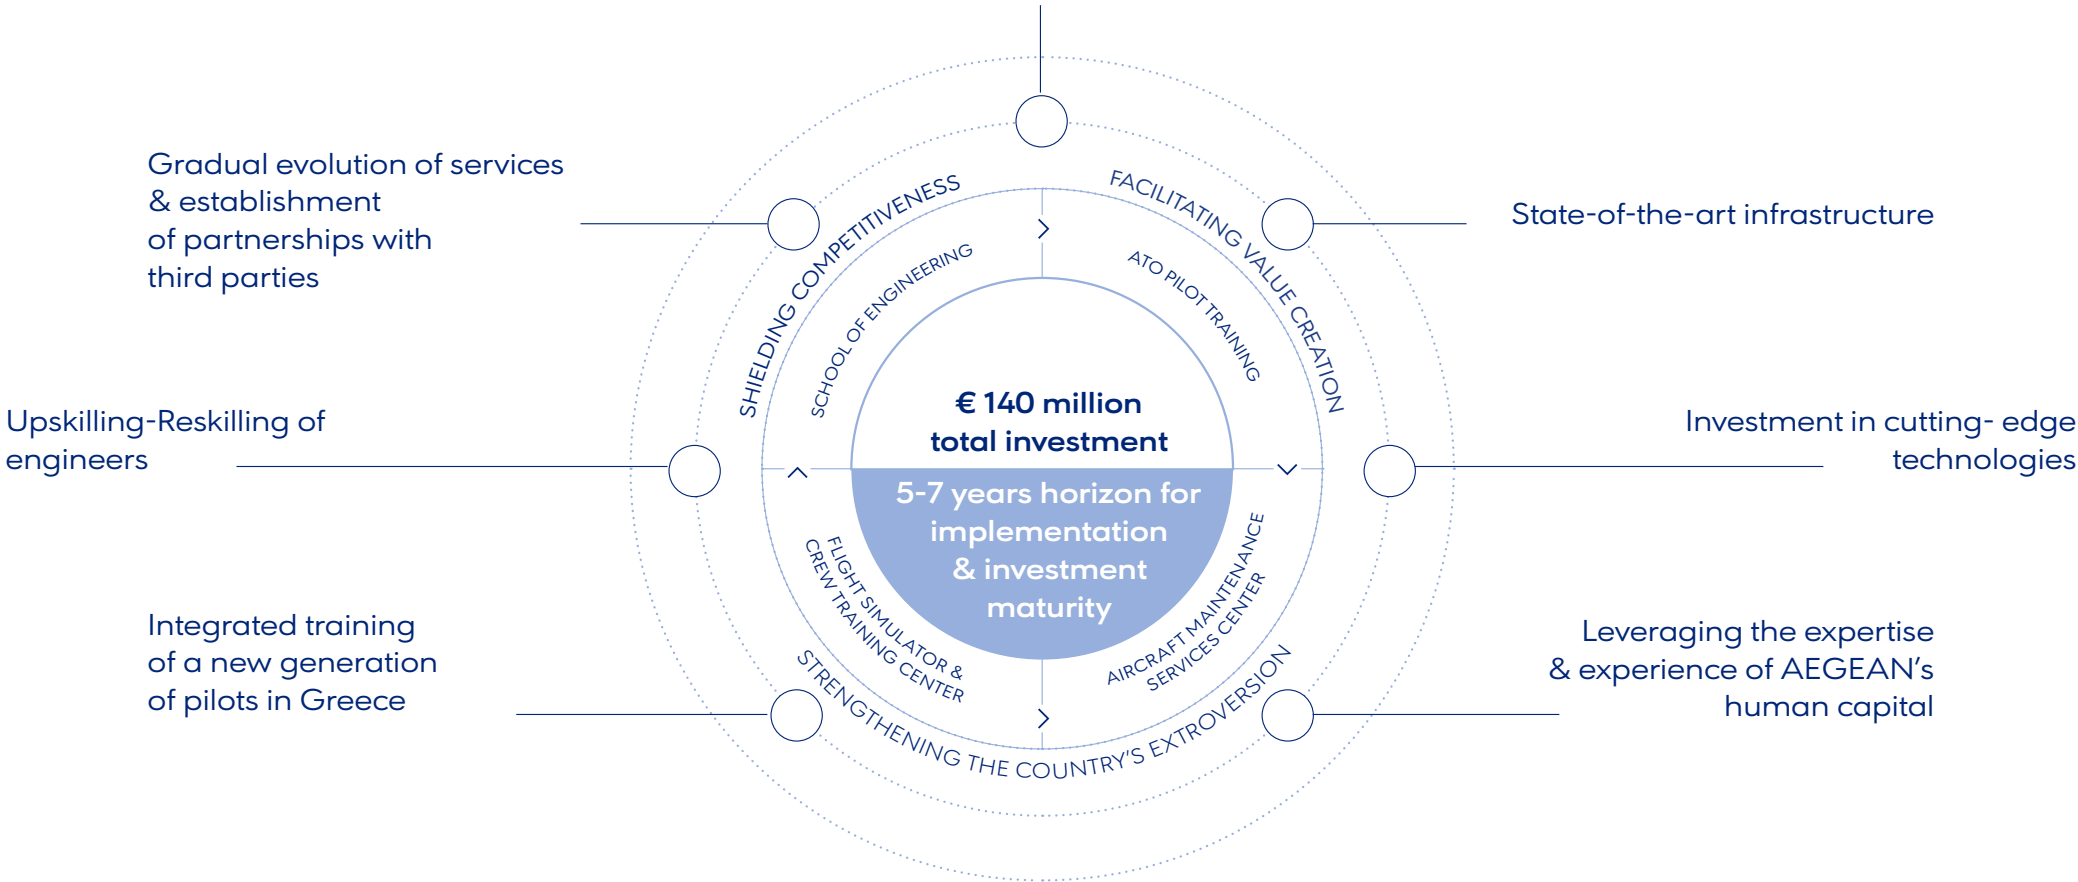 Gradual evolution of services
& establishment
of partnerships with
third parties
State-of-the-art infrastructure
Upskilling-Reskilling of
engineers
Investment in cutting- edge
technologies
Integrated training
of a new generation
of pilots in Greece
Leveraging the expertise
& experience of AEGEAN's
human capital
SHIELDING COMPETITIVENESS
FACILITATING VALUE CREATION
STRENGTHENING THE COUNTRY'S EXTROVERSION
SCHOOL OF ENGINEERING
ATO PILOT TRAINING
FLIGHT SIMULATOR &
CREW TRAINING CENTER
AIRCRAFT MAINTENANCE
SERVICES CENTER
€ 140 million
total investment
5-7 years horizon for
implementation
& investment
maturity